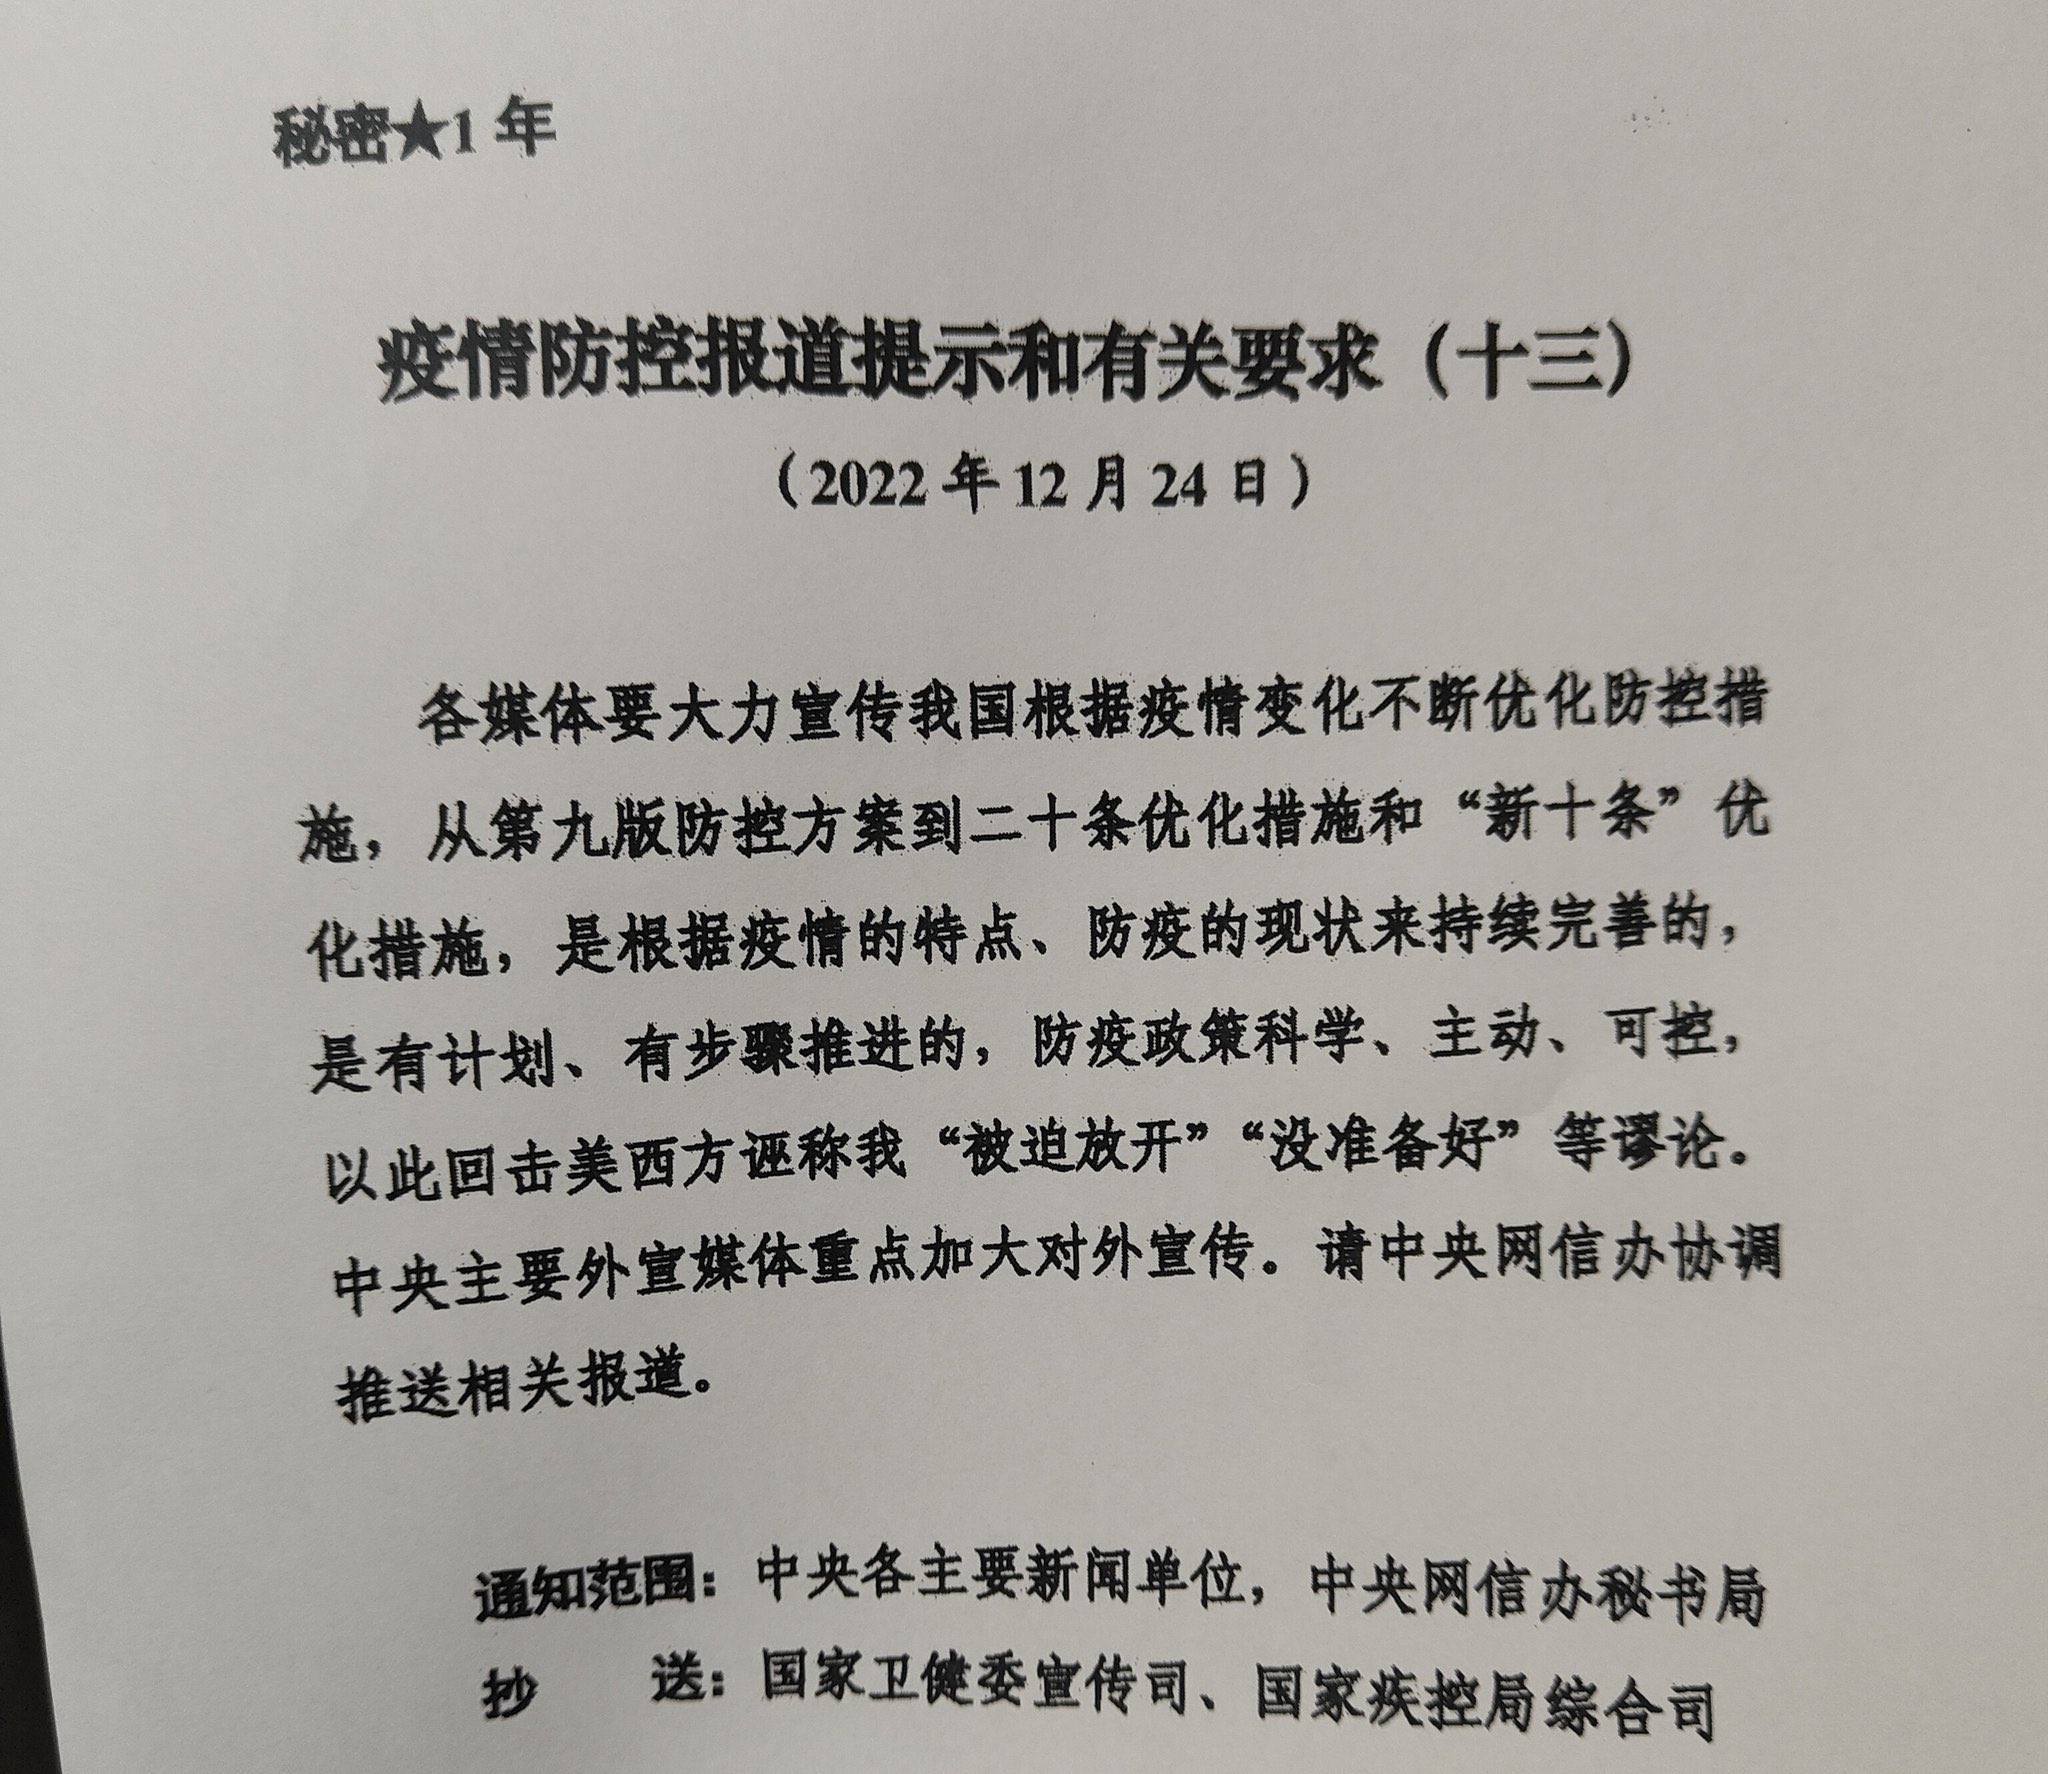 秘密★1 年
疫情防控报道提示和有关要求（十三）
（2022 年 12 月 24 日）
各媒体要大力宣传我国根据疫情变化不断优化防控措
施，从第九版防控方案到二十条优化措施和“新十条”优
化措施，是根据疫情的特点、防疫的现状来持续完善的，
是有计划、有步骤推进的，防疫政策科学、主动、可控，
以此回击美西方诬称我“被迫放开”“没准备好”等谬论。
中央主要外宣媒体重点加大对外宣传。请中央网信办协调
推送相关报道。
通知范围：中央各主要新闻单位，中央网信办秘书局
抄　　送：国家卫健委宣传司、国家疾控局综合司